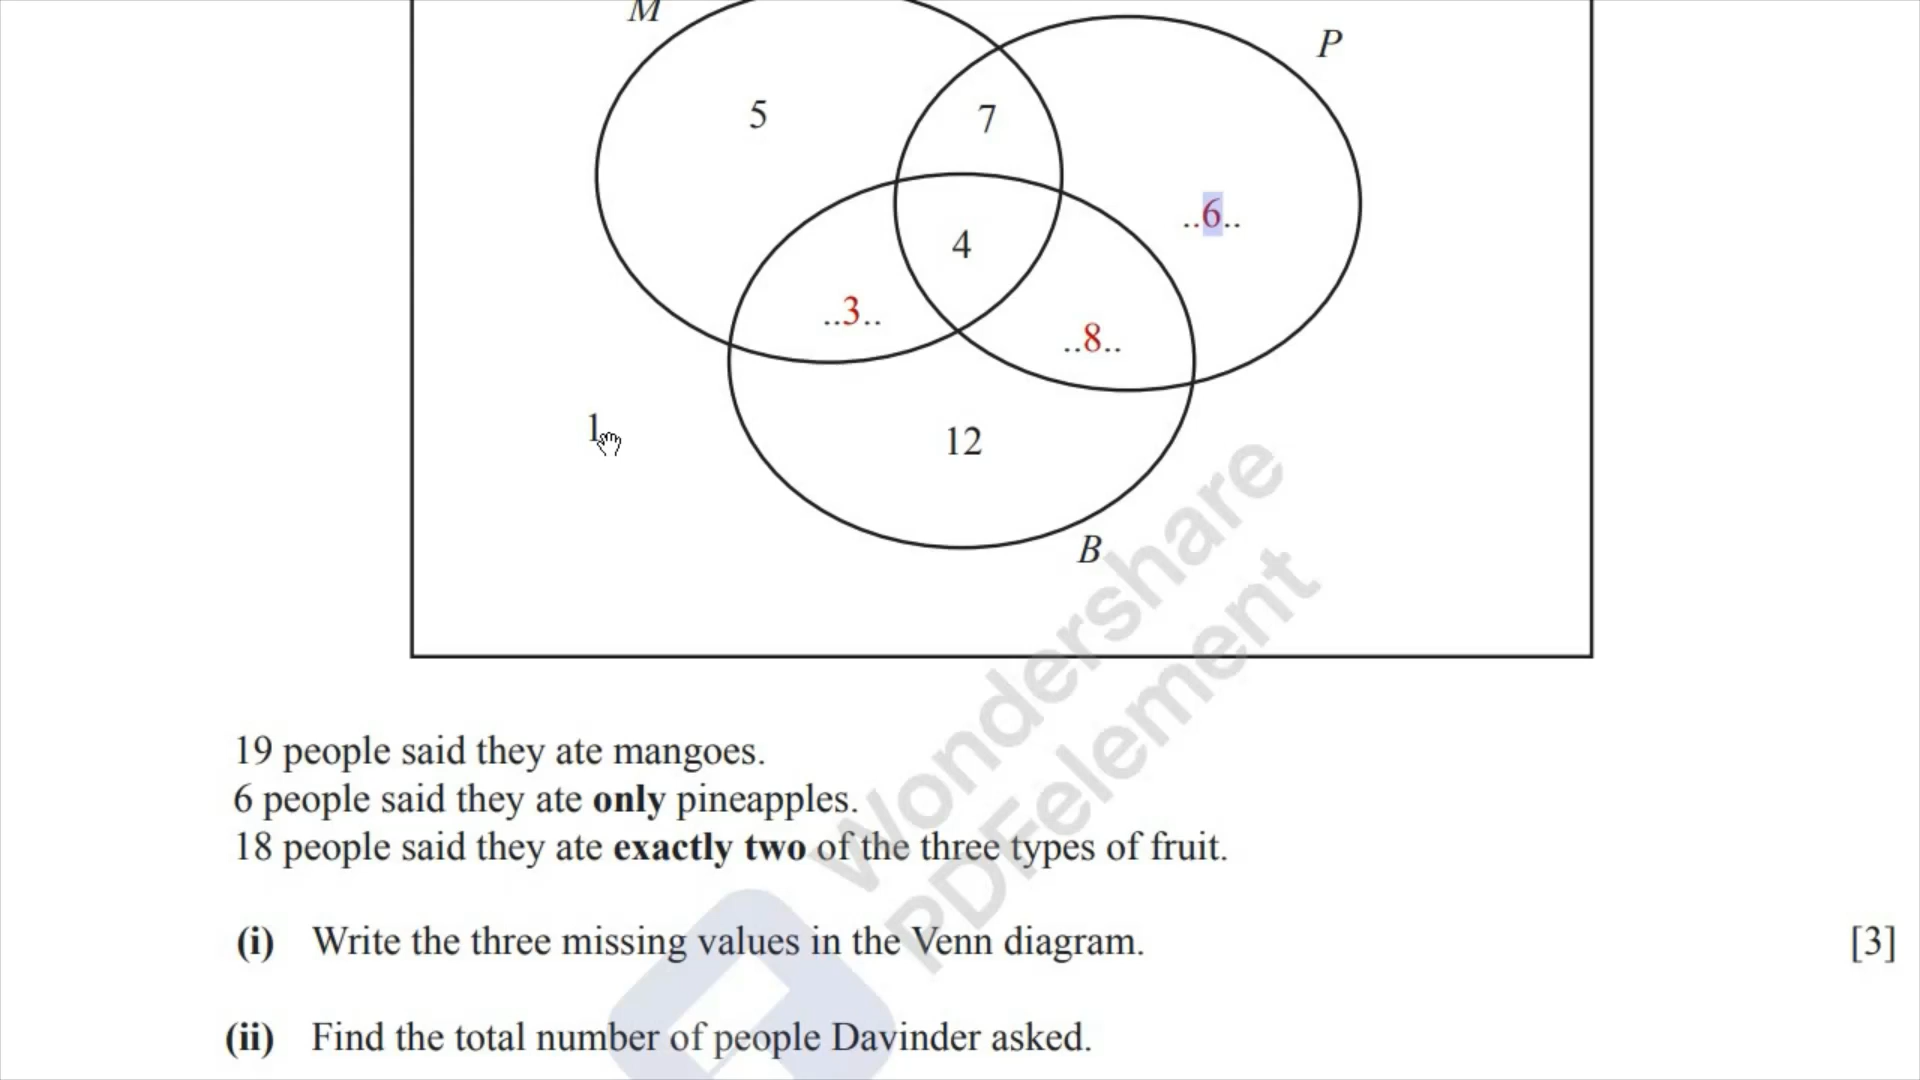 M
P
5
7
..6..
4
..3..
..8..
1
12
B
Wondershare
PDFelement
19 people said they ate mangoes.
6 people said they ate only pineapples.
18 people said they ate exactly two of the three types of fruit.
(i) Write the three missing values in the Venn diagram. [3]
(ii) Find the total number of people Davinder asked.